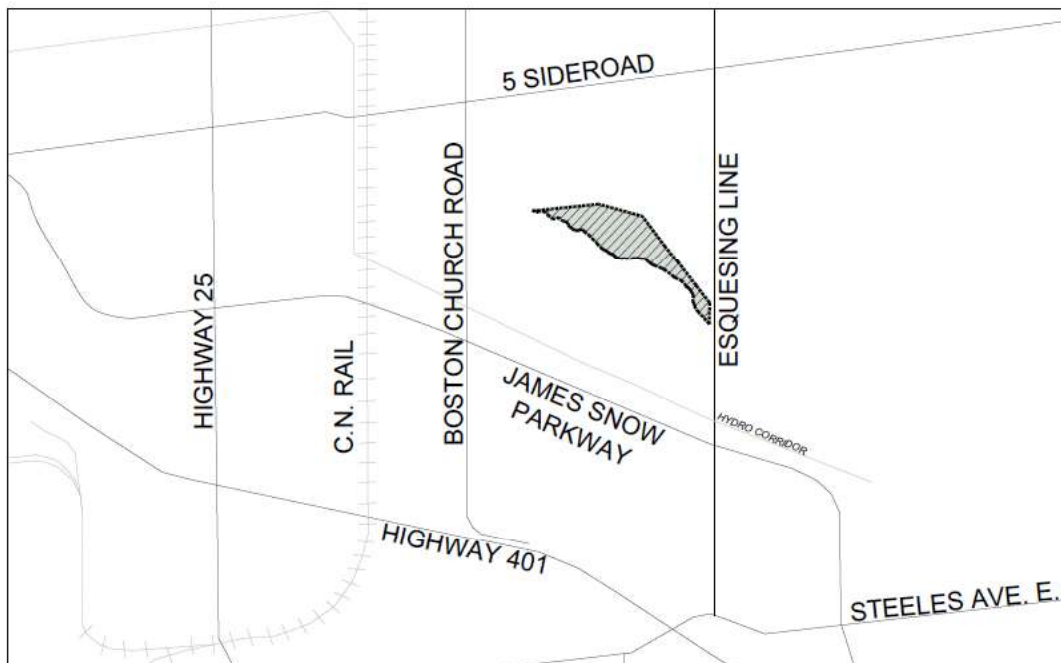 5 SIDEROAD
BOSTON CHURCH ROAD
ESQUESING LINE
HIGHWAY 25
C.N. RAIL
JAMES SNOW
PARKWAY
HYDRO CORRIDOR
HIGHWAY 401
STEELES AVE. E.